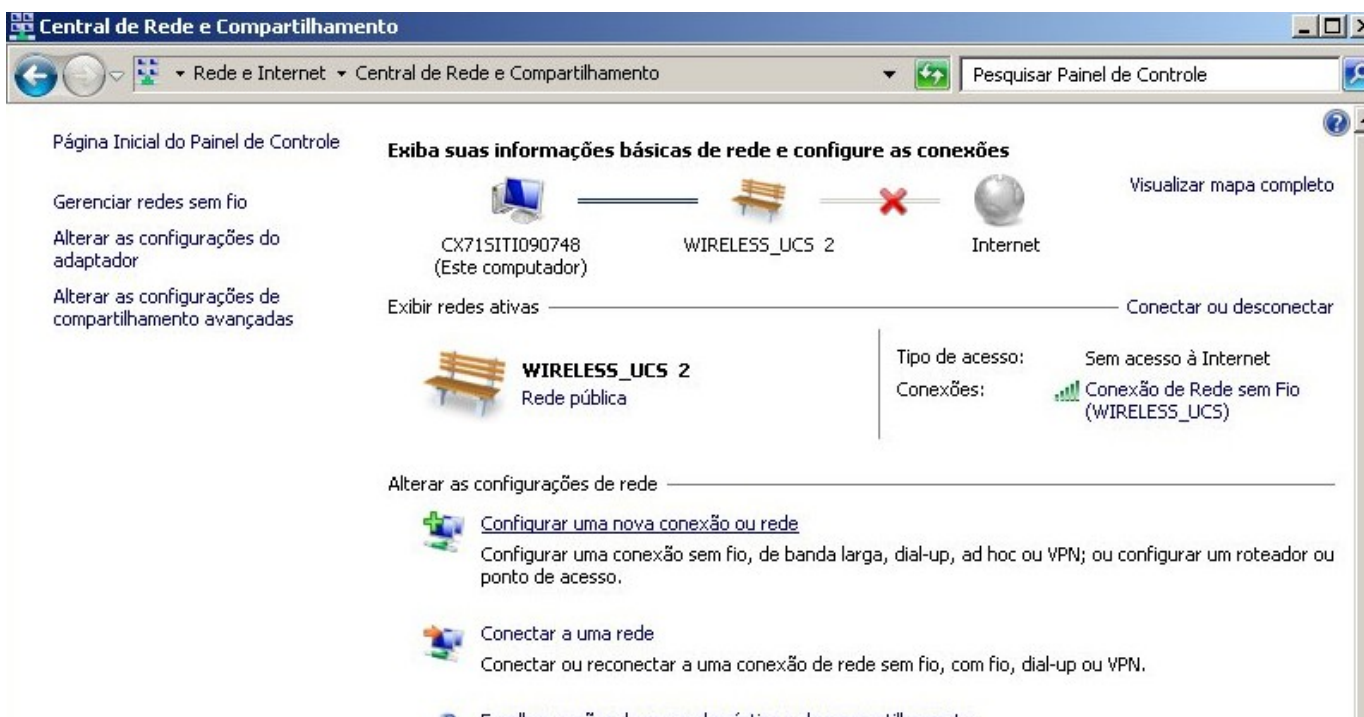 Central de Rede e Compartilhamento
Rede e Internet Central de Rede e Compartilhamento
Pesquisar Painel de Controle
Página Inicial do Painel de Controle
Gerenciar redes sem fio
Alterar as configurações do
adaptador
Alterar as configurações de
compartilhamento avançadas
Exiba suas informações básicas de rede e configure as conexões
Visualizar mapa completo
CX71SITI090748
(Este computador)
WIRELESS_UCS 2
Internet
Exibir redes ativas
Conectar ou desconectar
WIRELESS_UCS 2
Rede pública
Tipo de acesso: Sem acesso à Internet
Conexões: Conexão de Rede sem Fio
(WIRELESS_UCS)
Alterar as configurações de rede
Configurar uma nova conexão ou rede
Configurar uma conexão sem fio, de banda larga, dial-up, ad hoc ou VPN; ou configurar um roteador ou
ponto de acesso.
Conectar a uma rede
Conectar ou reconectar a uma conexão de rede sem fio, com fio, dial-up ou VPN.